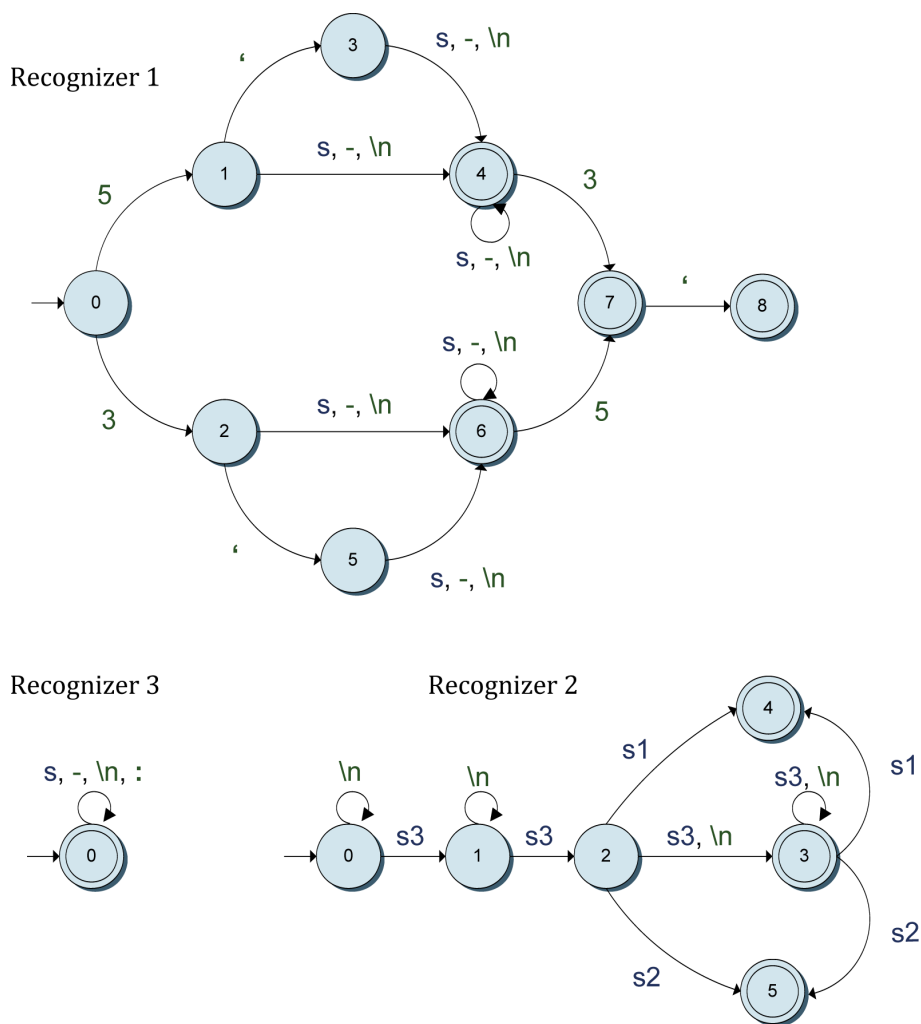 3
s, -, \n
‘
Recognizer 1
s, -, \n
1
4
3
5
s, -, \n
0
7
‘
8
s, -, \n
3
s, -, \n
5
2
6
‘
5
s, -, \n
Recognizer 3
Recognizer 2
4
s1
s1
s, -, \n, :
\n
\n
s3, \n
0
0
s3
1
s3
2
s3, \n
3
s2
s2
5